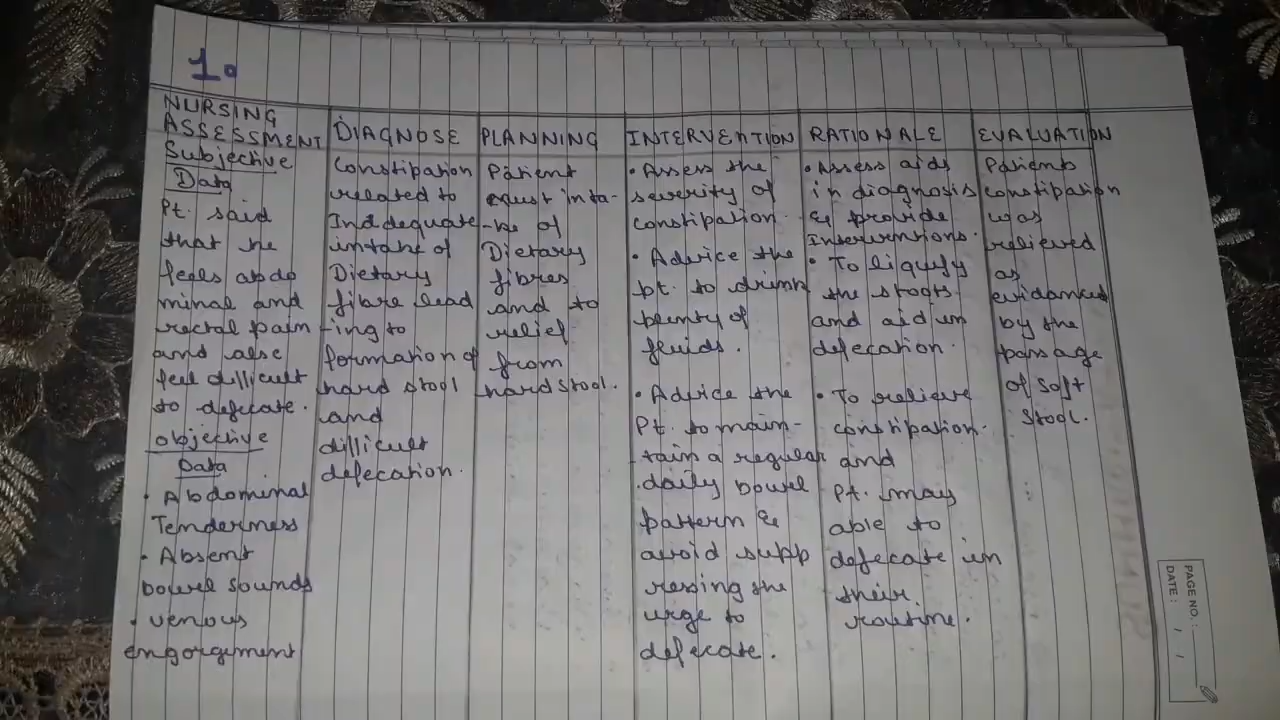 1.
NURSING
ASSESSMENT
Subjective
Data
Pt. said
that he
feels abdo
minal and
rectal pain
and also
feel difficult
to defecate.
Objective
Data
• Abdominal
Tenderness
• Absent
bowel sounds
• venous
engorgement
DIAGNOSE
Constipation
related to
Inddequate
intake of
Dietary
fibre lead
-ing to
formation of
hard stool
and
difficult
defecation.
PLANNING
Patient
must inta-
-ke of
Dietary
fibres
and to
relief
from
hard stool.
INTERVENTION
• Assess the
severity of
constipation.
• Advice the
pt. to drink
plenty of
fluids.
• Advice the
Pt. to main-
tain a regular
daily bowel
pattern &
avoid supp
ressing the
urge to
defecate.
RATIONALE
• Assess aids
in diagnosis
& provide
Interventions.
• To liquify
the stools
and aid in
defecation.
• To relieve
constipation.
and
Pt. may
able to
defecate in
their
routine.
EVALUATION
Patients
constipation
was
relieved
as
evidanced
by the
passage
of soft
stool.
PAGE NO.:
DATE: / /